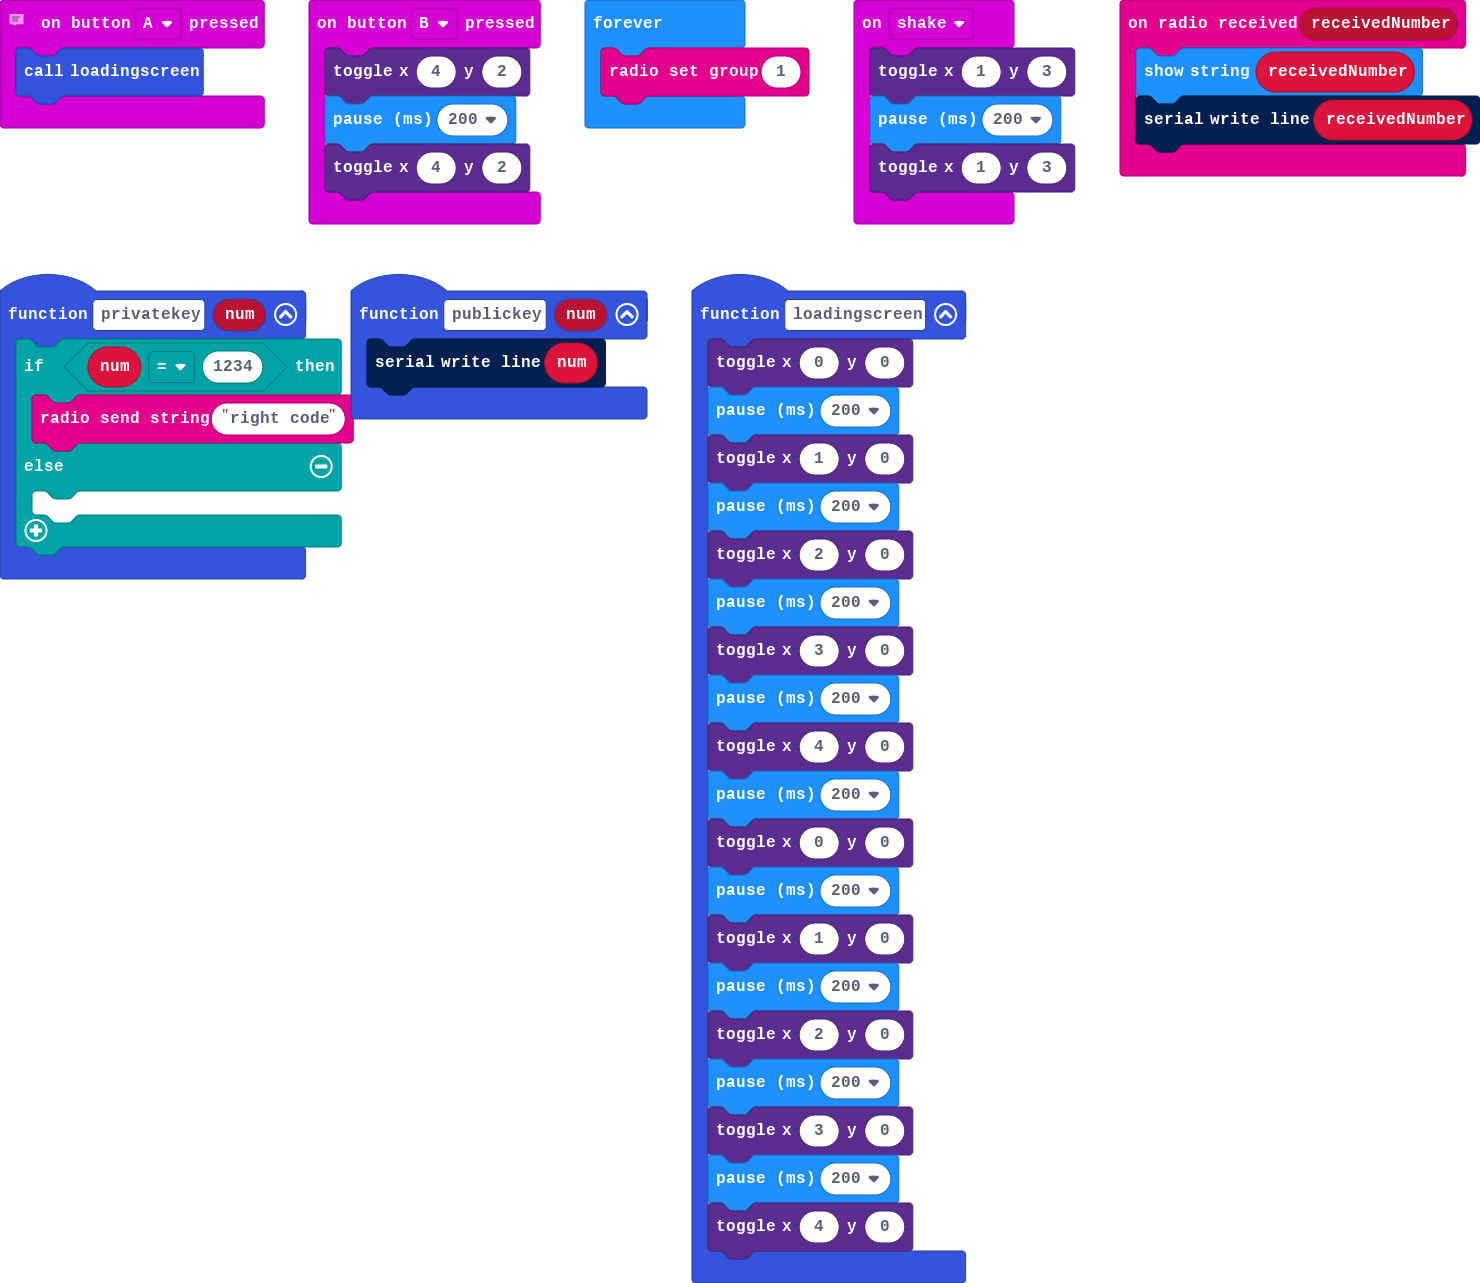 on button A pressed
call loadingscreen
on button B pressed
toggle x 4 y 2
pause (ms) 200
toggle x 4 y 2
forever
radio set group 1
on shake
toggle x 1 y 3
pause (ms) 200
toggle x 1 y 3
on radio received receivedNumber
show string receivedNumber
serial write line receivedNumber
function privatekey num
if num = 1234 then
radio send string "right code"
else
function publickey num
serial write line num
function loadingscreen
toggle x 0 y 0
pause (ms) 200
toggle x 1 y 0
pause (ms) 200
toggle x 2 y 0
pause (ms) 200
toggle x 3 y 0
pause (ms) 200
toggle x 4 y 0
pause (ms) 200
toggle x 0 y 0
pause (ms) 200
toggle x 1 y 0
pause (ms) 200
toggle x 2 y 0
pause (ms) 200
toggle x 3 y 0
pause (ms) 200
toggle x 4 y 0